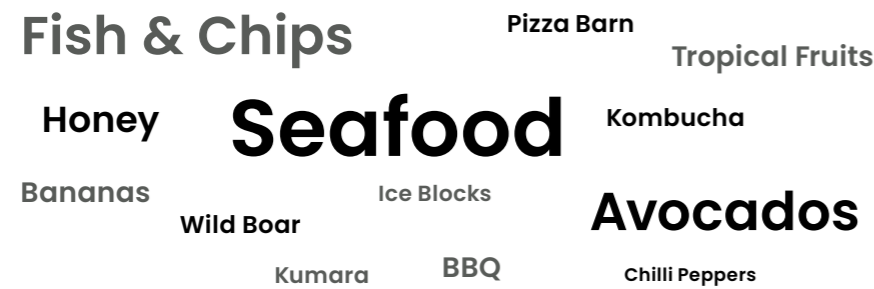 Fish & Chips
Pizza Barn
Tropical Fruits
Honey
Seafood
Kombucha
Bananas
Ice Blocks
Avocados
Wild Boar
Kumara
BBQ
Chilli Peppers